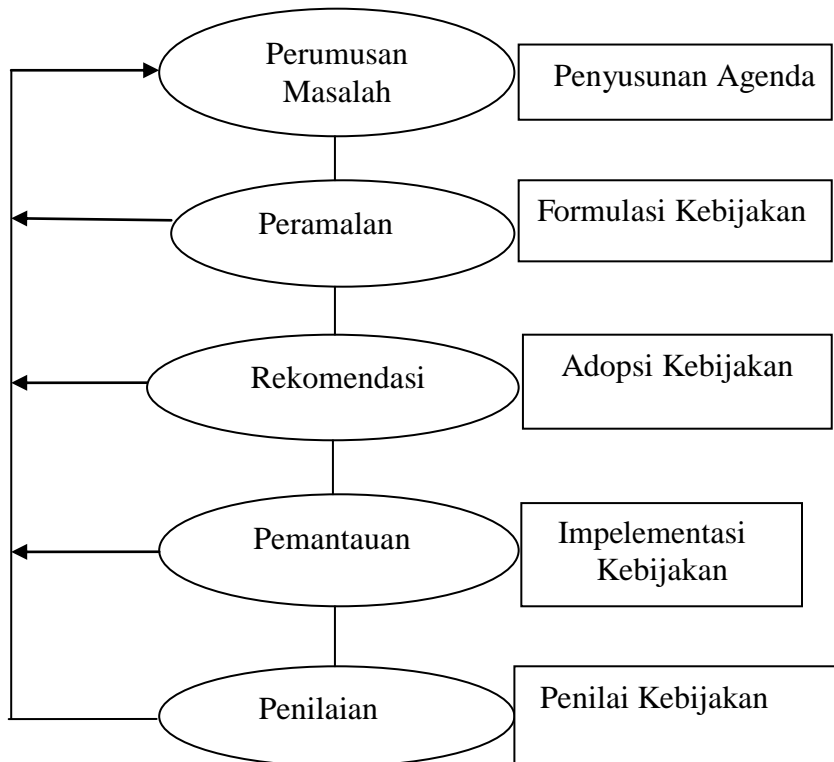 Perumusan
Masalah
Penyusunan Agenda
Peramalan
Formulasi Kebijakan
Rekomendasi
Adopsi Kebijakan
Pemantauan
Impelementasi
Kebijakan
Penilaian
Penilai Kebijakan